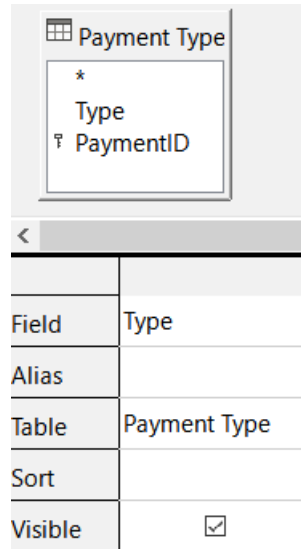 Payment Type
*
Type
PaymentID
<
Field Type
Alias
Table Payment Type
Sort
Visible